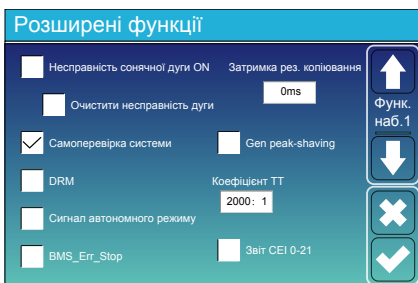 Розширені функції
Несправність сонячної дуги ON
Затримка рез. копіювання
0ms
Очистити несправність дуги
Функ.
наб.1
Самоперевірка системи
Gen peak-shaving
DRM
Коефіцієнт ТТ
2000: 1
Сигнал автономного режиму
BMS_Err_Stop
Звіт CEI 0-21